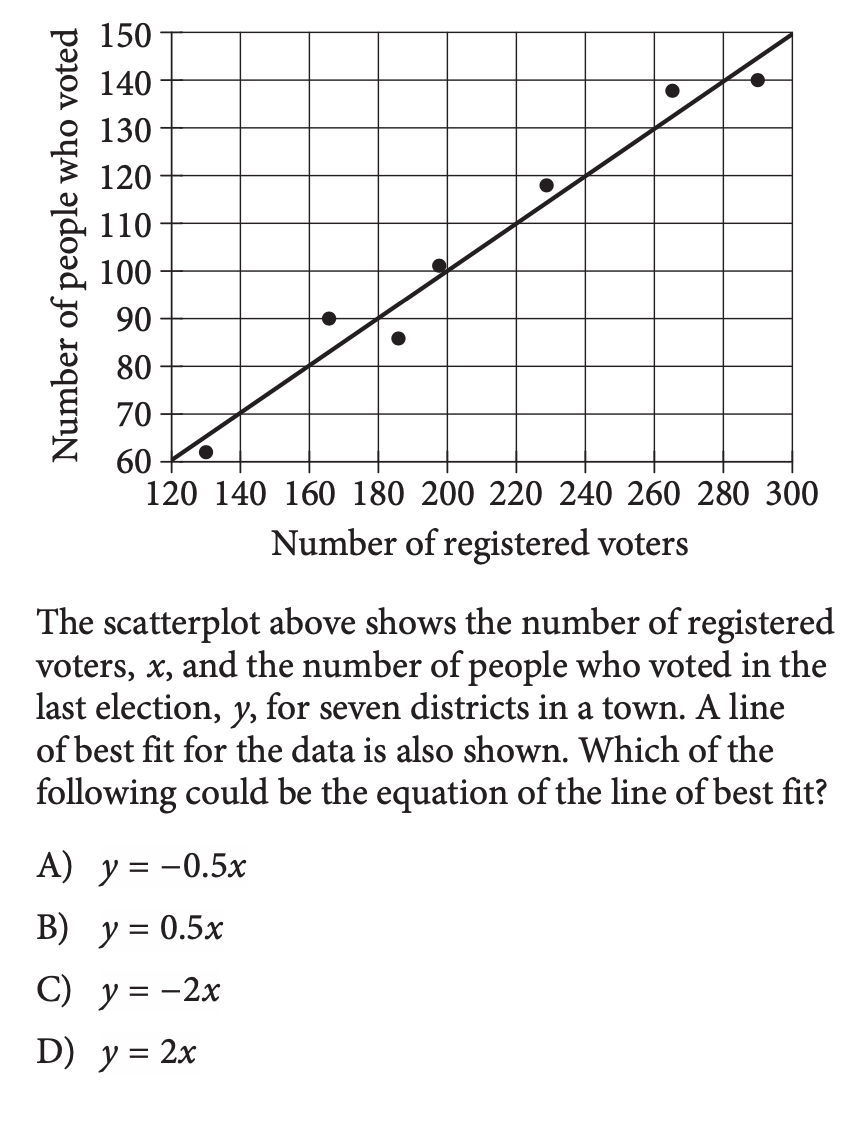 Number of people who voted
150
140
130
120
110
100
90
80
70
60
120 140 160 180 200 220 240 260 280 300
Number of registered voters
The scatterplot above shows the number of registered
voters, x, and the number of people who voted in the
last election, y, for seven districts in a town. A line
of best fit for the data is also shown. Which of the
following could be the equation of the line of best fit?
A) y = −0.5x
B) y = 0.5x
C) y = −2x
D) y = 2x